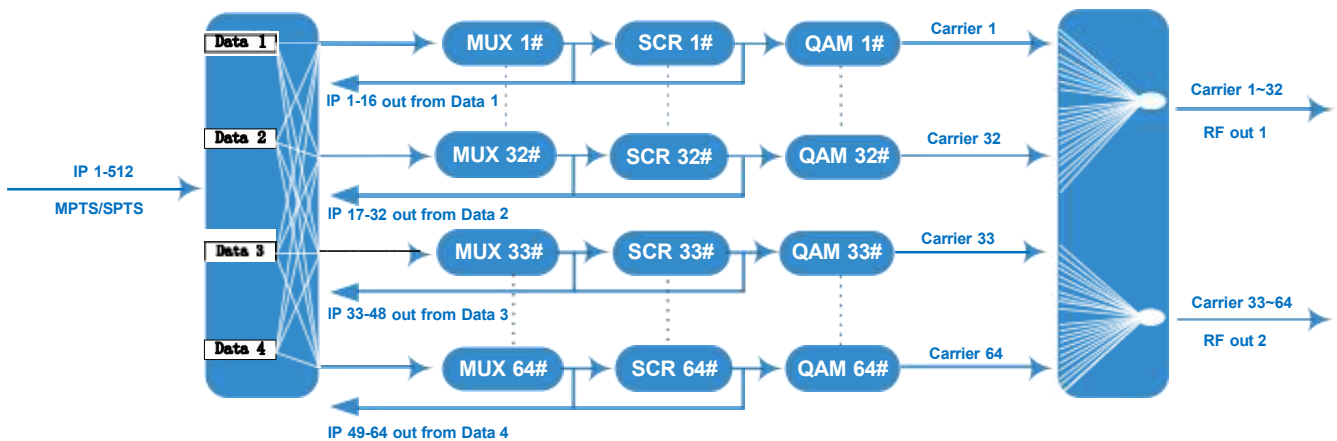 Data 1
MUX 1#
SCR 1#
QAM 1#
Carrier 1
IP 1-16 out from Data 1
Carrier 1~32
RF out 1
Data 2
MUX 32#
SCR 32#
QAM 32#
Carrier 32
IP 1-512
MPTS/SPTS
IP 17-32 out from Data 2
Data 3
MUX 33#
SCR 33#
QAM 33#
Carrier 33
IP 33-48 out from Data 3
Carrier 33~64
RF out 2
Data 4
MUX 64#
SCR 64#
QAM 64#
Carrier 64
IP 49-64 out from Data 4